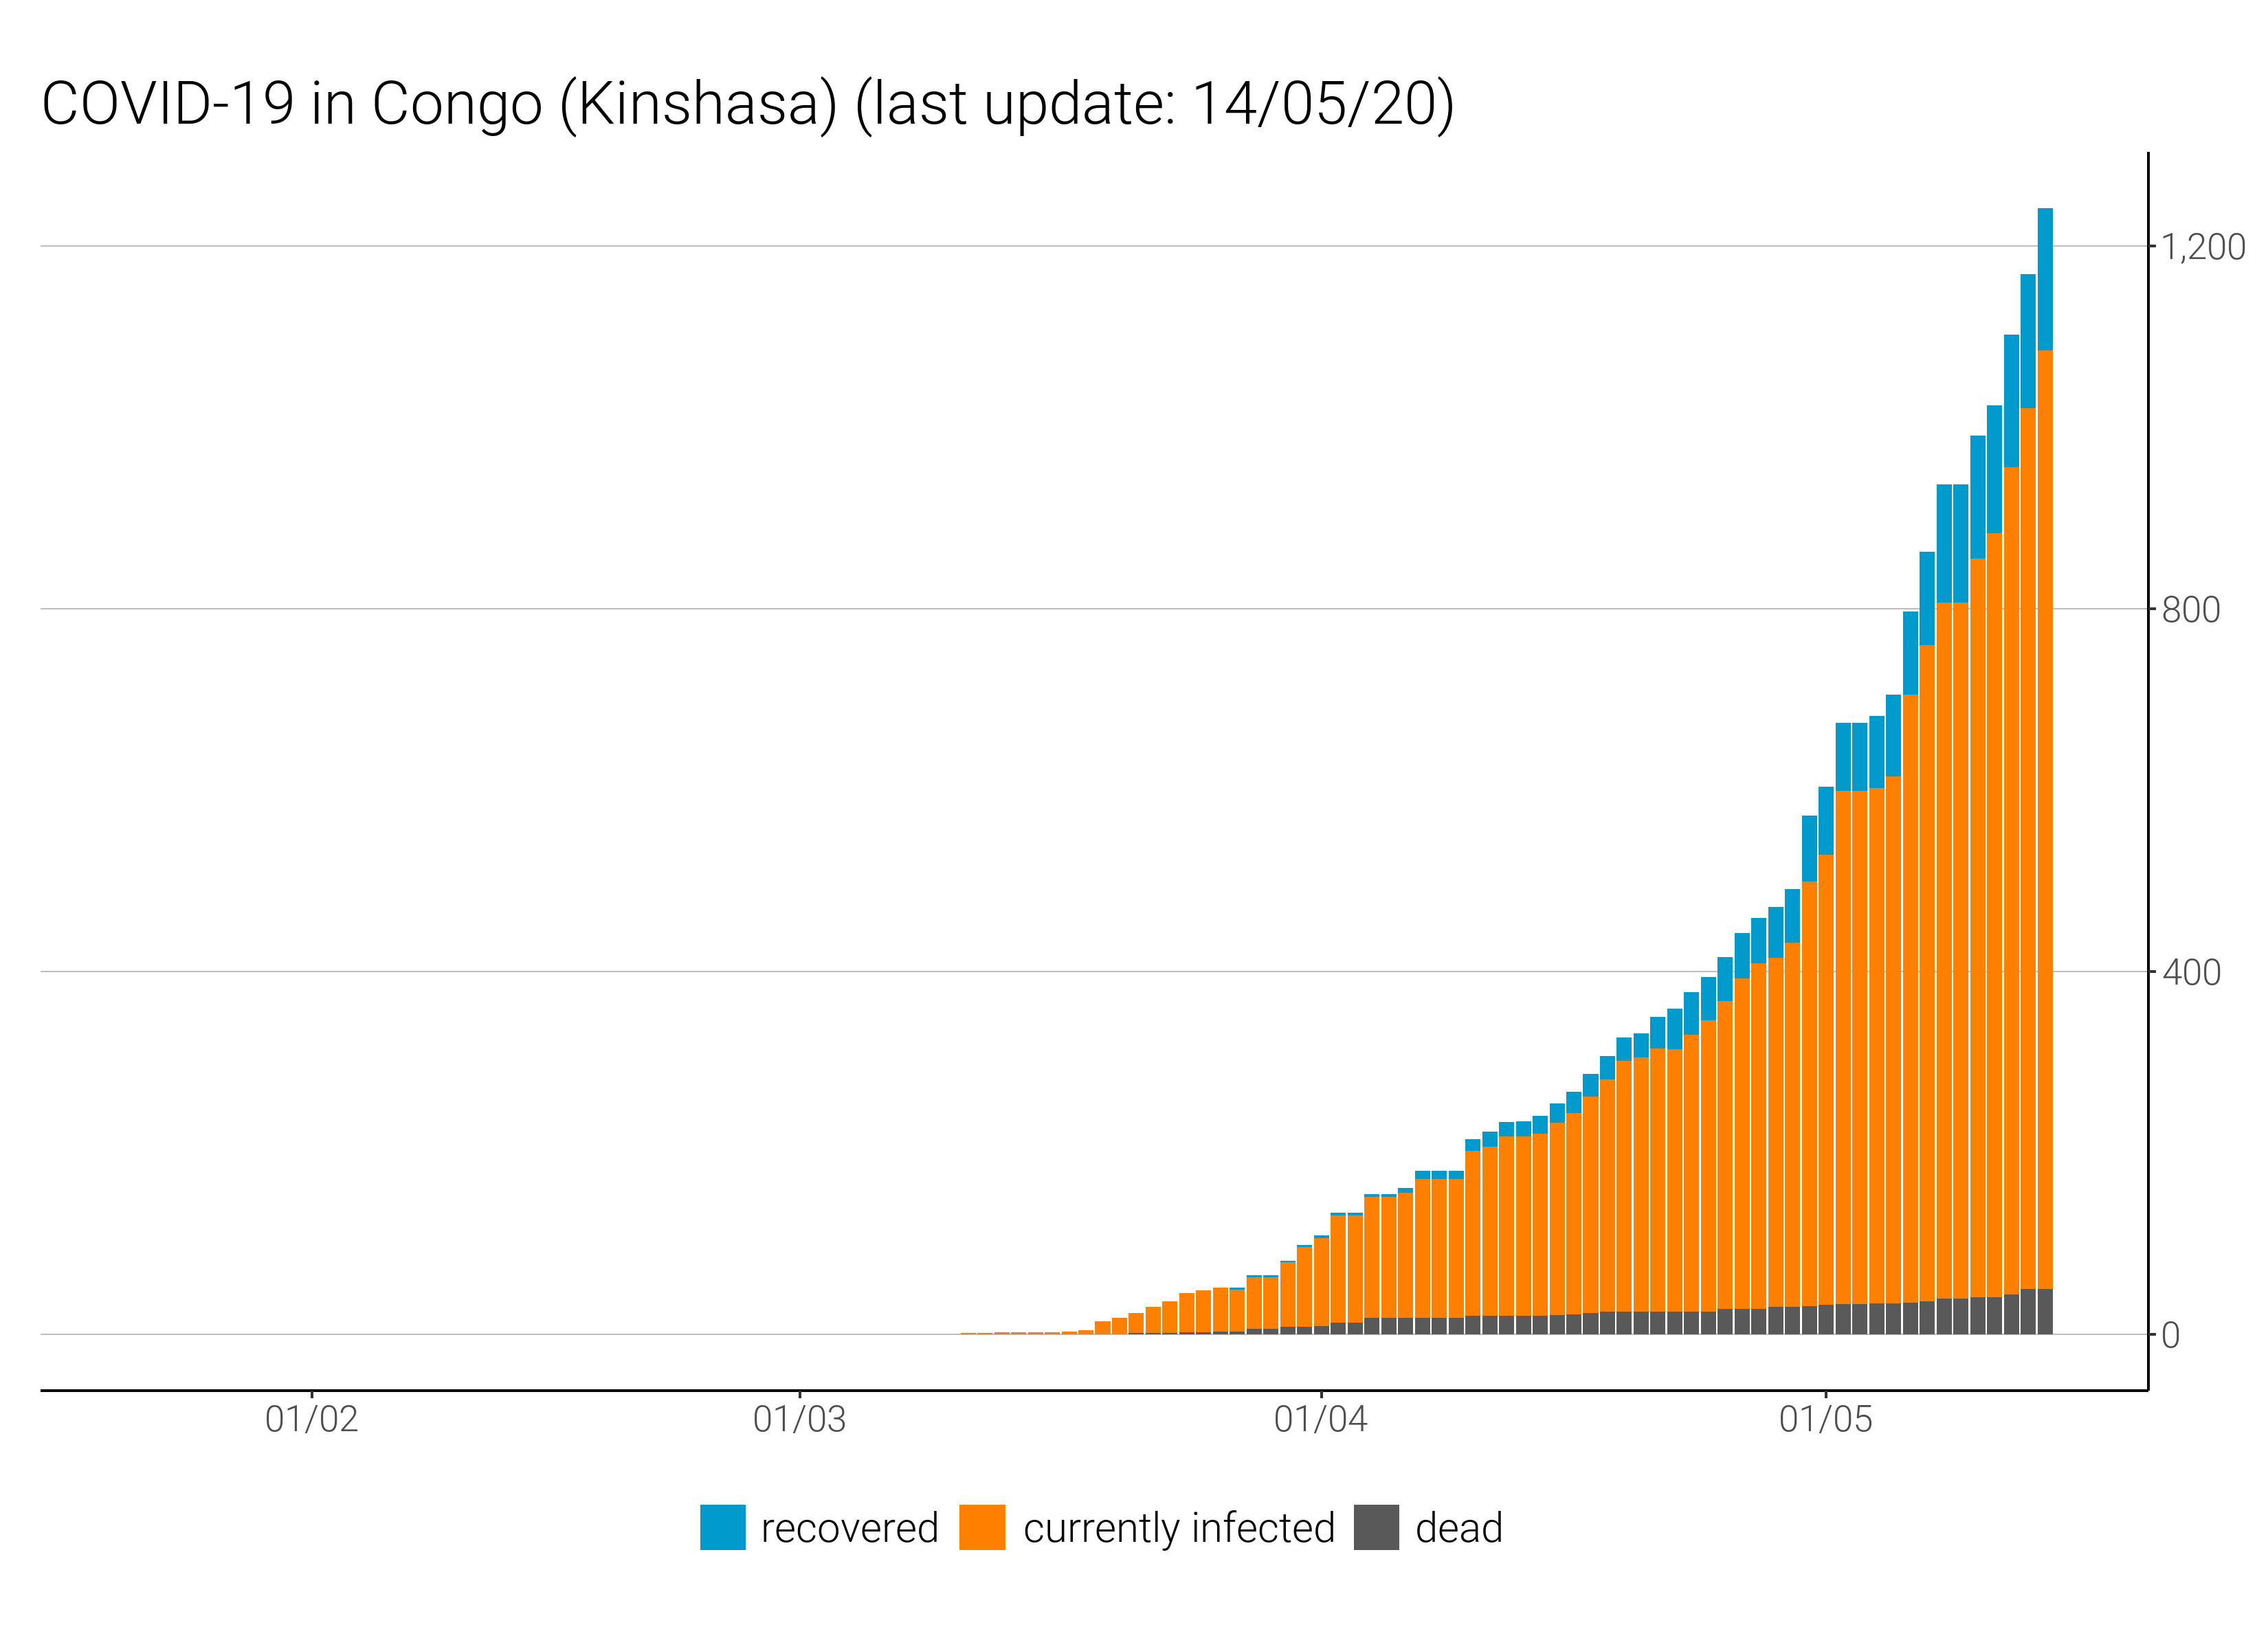 COVID-19 in Congo (Kinshasa) (last update: 14/05/20)
1,200
800
400
0
01/02 01/03 01/04 01/05
recovered currently infected dead